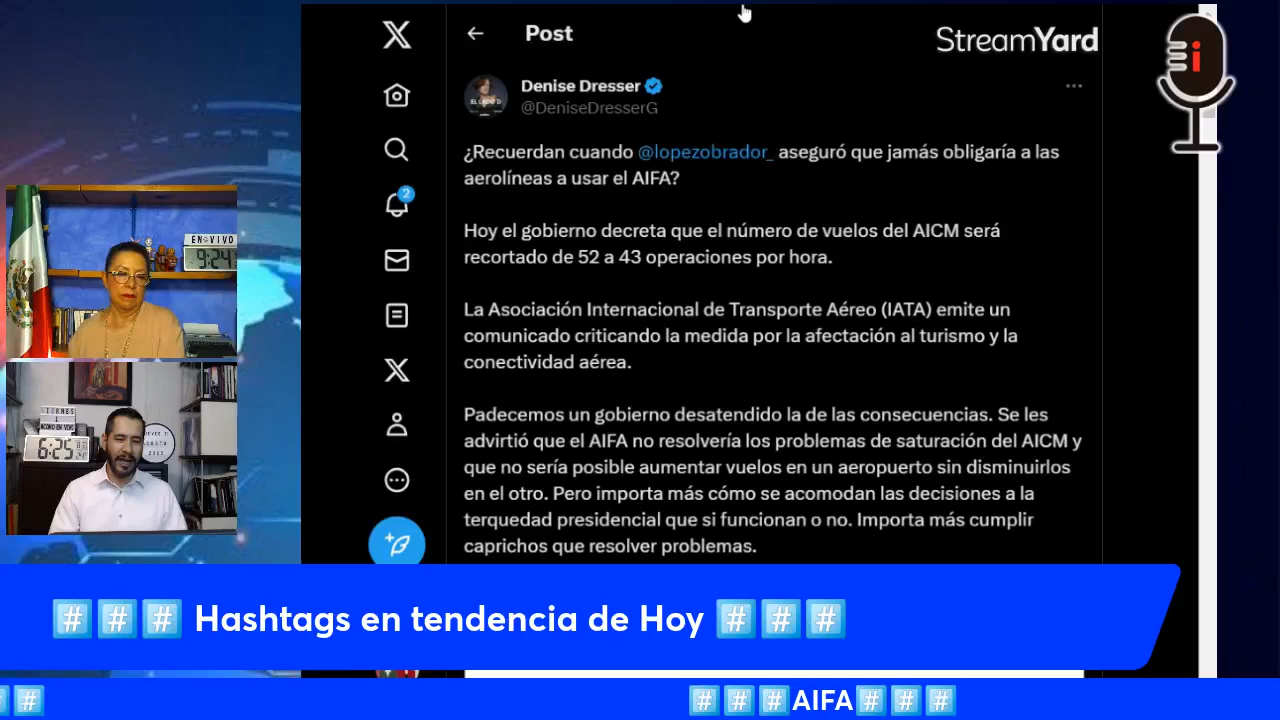 Post
StreamYard
i
Denise Dresser
@DeniseDresserG
¿Recuerdan cuando @lopezobrador_ aseguró que jamás obligaría a las
aerolíneas a usar el AIFA?
Hoy el gobierno decreta que el número de vuelos del AICM será
recortado de 52 a 43 operaciones por hora.
La Asociación Internacional de Transporte Aéreo (IATA) emite un
comunicado criticando la medida por la afectación al turismo y la
conectividad aérea.
Padecemos un gobierno desatendido la de las consecuencias. Se les
advirtió que el AIFA no resolvería los problemas de saturación del AICM y
que no sería posible aumentar vuelos en un aeropuerto sin disminuirlos
en el otro. Pero importa más cómo se acomodan las decisiones a la
terquedad presidencial que si funcionan o no. Importa más cumplir
caprichos que resolver problemas.
2
EL LADO D
EN VIVO
9:24
6:25
2023
### Hashtags en tendencia de Hoy ###
#
###AIFA###